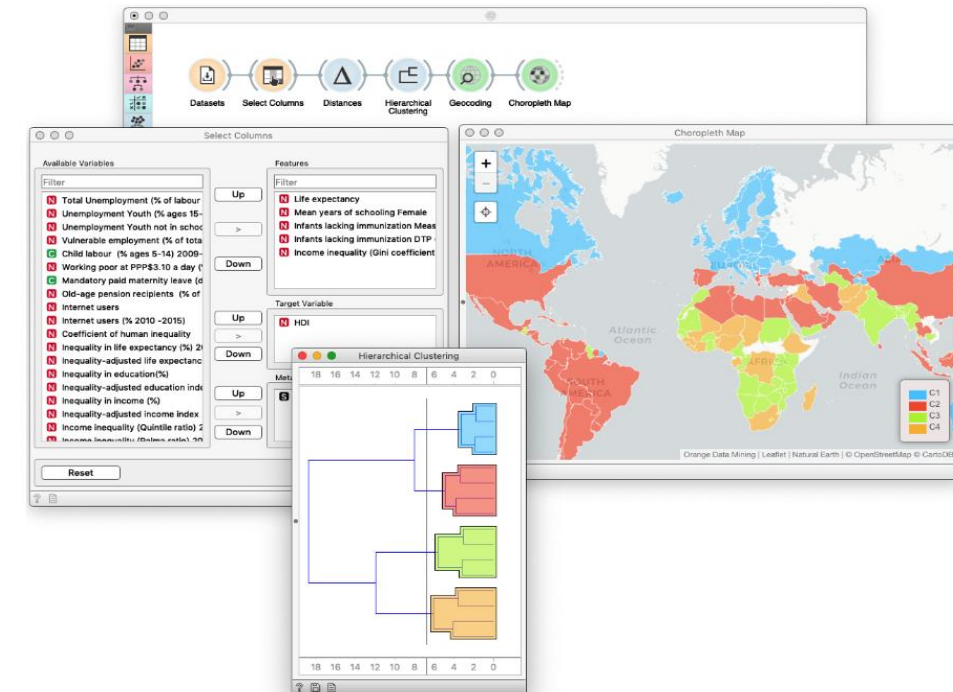 Datasets
Select Columns
Distances
Hierarchical
Clustering
Geocoding
Choropleth Map
Select Columns
Available Variables
Filter
N Total Unemployment (% of labour
N Unemployment Youth (% ages 15-
N Unemployment Youth not in schoo
N Vulnerable employment (% of tota
C Child labour (% ages 5-14) 2009-
N Working poor at PPP$3.10 a day (
C Mandatory paid maternity leave (d
N Old-age pension recipients (% of
N Internet users
N Internet users (% 2010 -2015)
N Coefficient of human inequality
N Inequality in life expectancy (%) 20
N Inequality-adjusted life expectanc
N Inequality in education(%)
N Inequality-adjusted education inde
N Inequality in income (%)
N Inequality-adjusted income index
N Income inequality (Quintile ratio) 2
N Income inequality (Palma ratio) 20
Up
>
Down
Up
>
Down
Up
>
Down
Features
Filter
N Life expectancy
N Mean years of schooling Female
N Infants lacking immunization Meas
N Infants lacking immunization DTP
N Income inequality (Gini coefficient
Target Variable
N HDI
Meta
S
Reset
Choropleth Map
+
−
NORTH
AMERICA
EUROPE
ASIA
Atlantic
Ocean
AFRICA
SOUTH
AMERICA
Indian
Ocean
C1
C2
C3
C4
Orange Data Mining | Leaflet | Natural Earth | © OpenStreetMap © CartoDB
Hierarchical Clustering
18 16 14 12 10 8 6 4 2 0
18 16 14 12 10 8 6 4 2 0
?
?